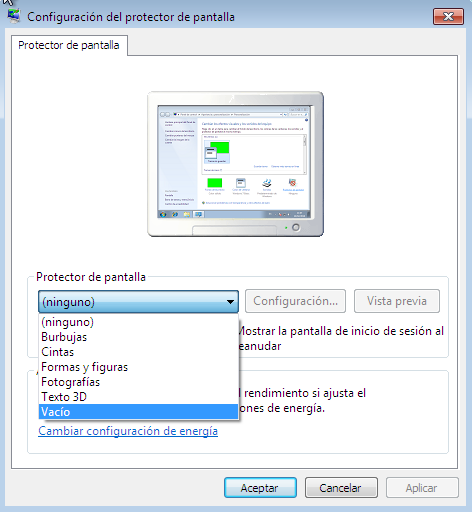 Configuración del protector de pantalla
Protector de pantalla
Protector de pantalla
(ninguno)
Configuración...
Vista previa
(ninguno)
Burbujas
Cintas
Formas y figuras
Fotografías
Texto 3D
Vacío
Mostrar la pantalla de inicio de sesión al
eanudar
d rendimiento si ajusta el
ones de energía.
Cambiar configuración de energía
Aceptar
Cancelar
Aplicar